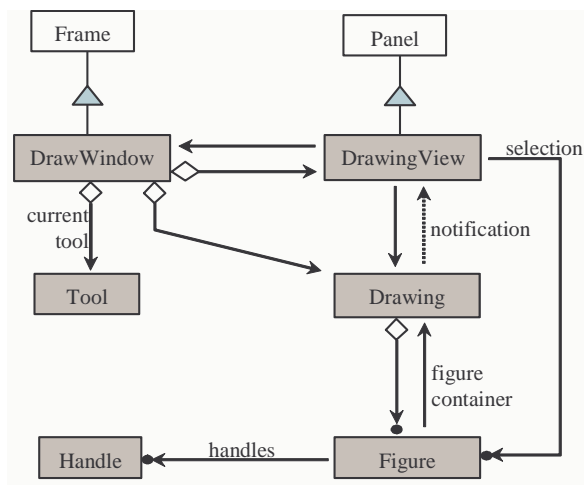 Frame
Panel
DrawWindow
DrawingView
selection
current
tool
notification
Tool
Drawing
figure
container
Handle
handles
Figure